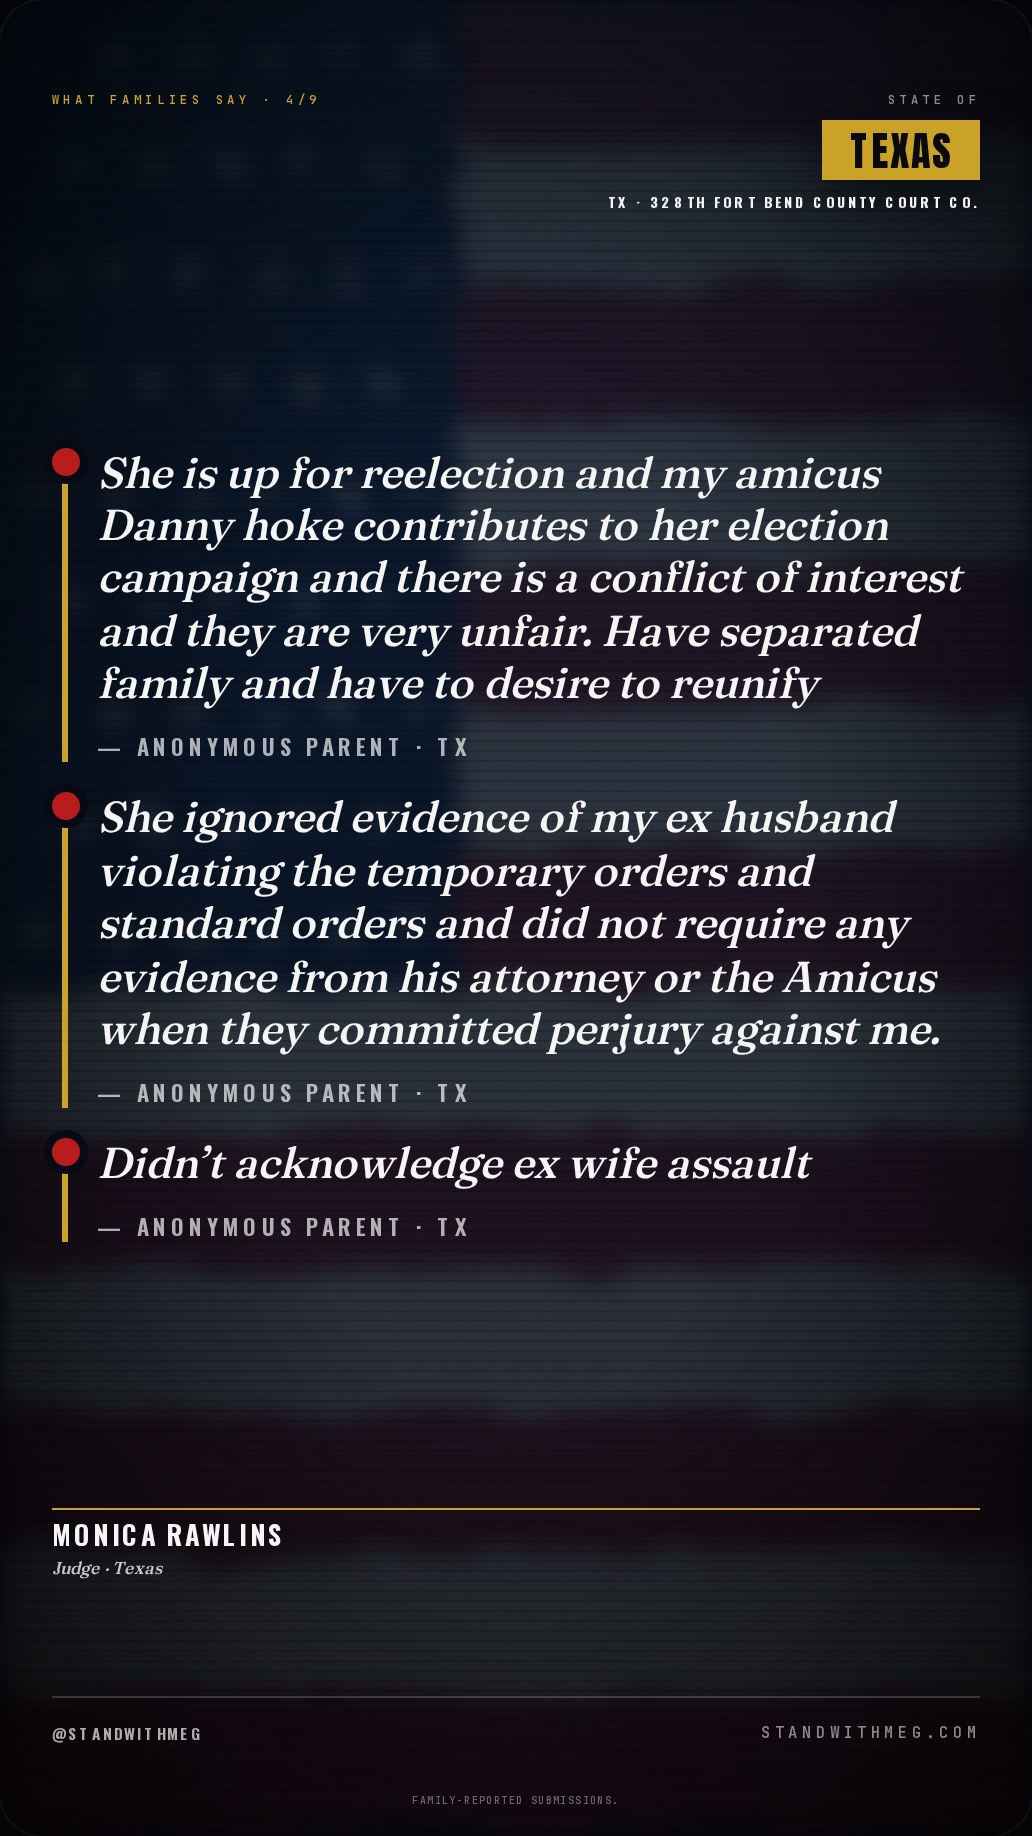 WHAT FAMILIES SAY · 4/9
STATE OF
TEXAS
TX · 328TH FORT BEND COUNTY COURT CO.
She is up for reelection and my amicus
Danny hoke contributes to her election
campaign and there is a conflict of interest
and they are very unfair. Have separated
family and have to desire to reunify
— ANONYMOUS PARENT · TX
She ignored evidence of my ex husband
violating the temporary orders and
standard orders and did not require any
evidence from his attorney or the Amicus
when they committed perjury against me.
— ANONYMOUS PARENT · TX
Didn’t acknowledge ex wife assault
— ANONYMOUS PARENT · TX
MONICA RAWLINS
Judge · Texas
@STANDWITHMEG
STANDWITHMEG.COM
FAMILY-REPORTED SUBMISSIONS.